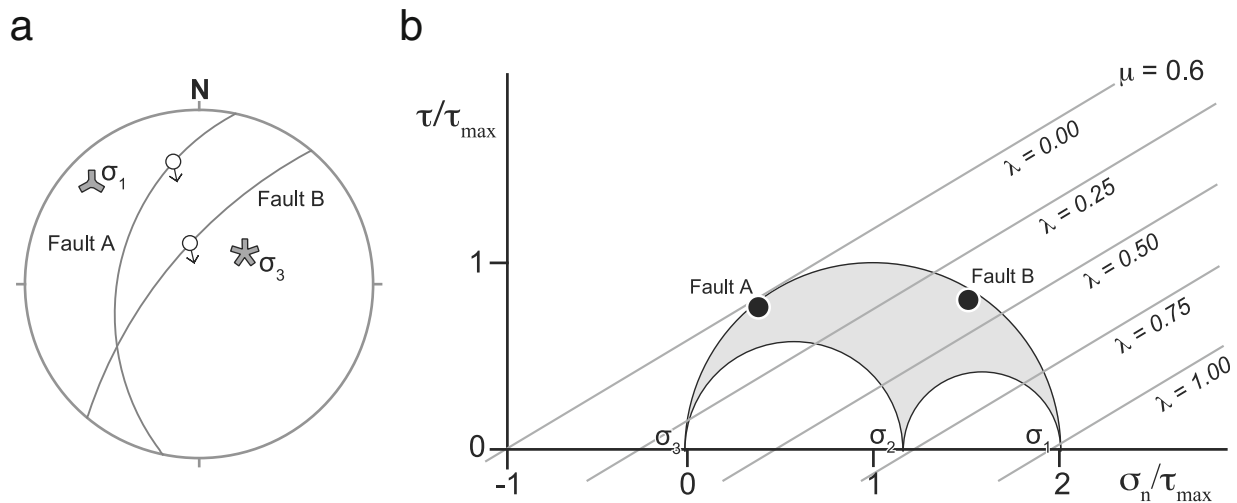 a
N
σ1
Fault A
Fault B
σ3
b
μ = 0.6
τ/τmax
λ = 0.00
λ = 0.25
λ = 0.50
λ = 0.75
λ = 1.00
1
Fault A
Fault B
0
σ3
σ2
σ1
-1
0
1
2
σn/τmax